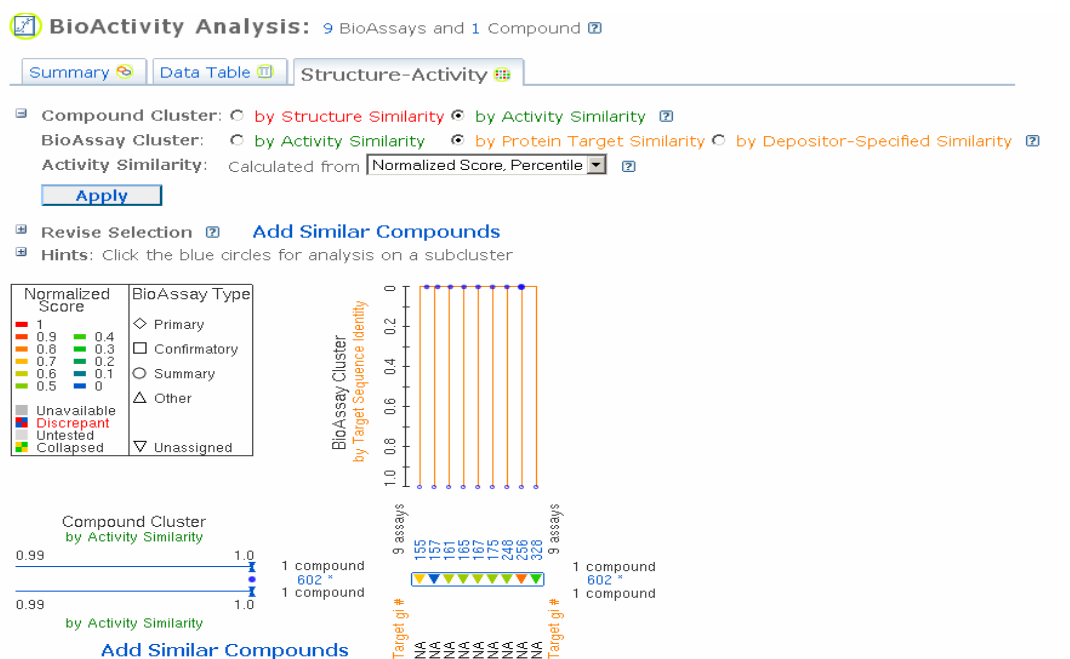 BioActivity Analysis: 9 BioAssays and 1 Compound ?
Summary Data Table Structure-Activity
Compound Cluster: by Structure Similarity by Activity Similarity ?
BioAssay Cluster: by Activity Similarity by Protein Target Similarity by Depositor-Specified Similarity ?
Activity Similarity: Calculated from Normalized Score, Percentile ?
Apply
Revise Selection ? Add Similar Compounds
Hints: Click the blue circles for analysis on a subcluster
Normalized Score
1
0.9 0.4
0.8 0.3
0.7 0.2
0.6 0.1
0.5 0
Unavailable
Discrepant
Untested
Collapsed
BioAssay Type
Primary
Confirmatory
Summary
Other
Unassigned
BioAssay Cluster
by Target Sequence Identity
0
0.2
0.4
0.6
0.8
1.0
Compound Cluster
by Activity Similarity
0.99 1.0
0.99 1.0
by Activity Similarity
Add Similar Compounds
1 compound
602 *
1 compound
9 assays
155
157
161
165
167
175
248
256
328
9 assays
1 compound
602 *
1 compound
Target gi #
NA
NA
NA
NA
NA
NA
NA
NA
NA
Target gi #